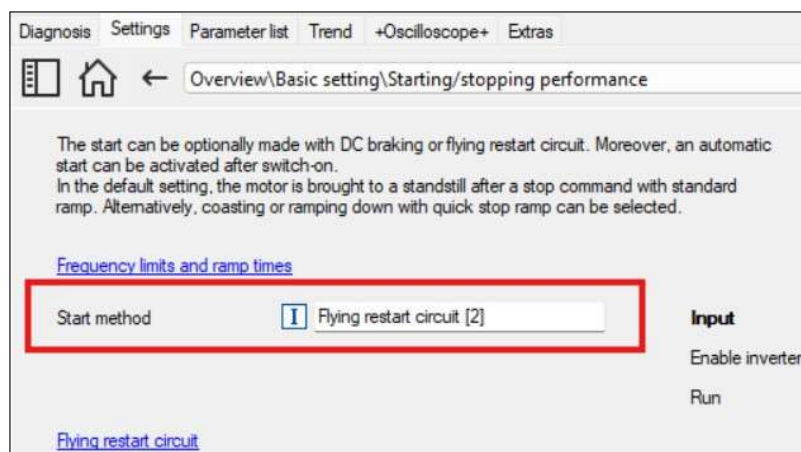 Diagnosis Settings Parameter list Trend +Oscilloscope+ Extras
Overview\Basic setting\Starting/stopping performance
The start can be optionally made with DC braking or flying restart circuit. Moreover, an automatic
start can be activated after switch-on.
In the default setting, the motor is brought to a standstill after a stop command with standard
ramp. Alternatively, coasting or ramping down with quick stop ramp can be selected.
Frequency limits and ramp times
Start method I Flying restart circuit [2] Input
Enable inverter
Run
Flying restart circuit